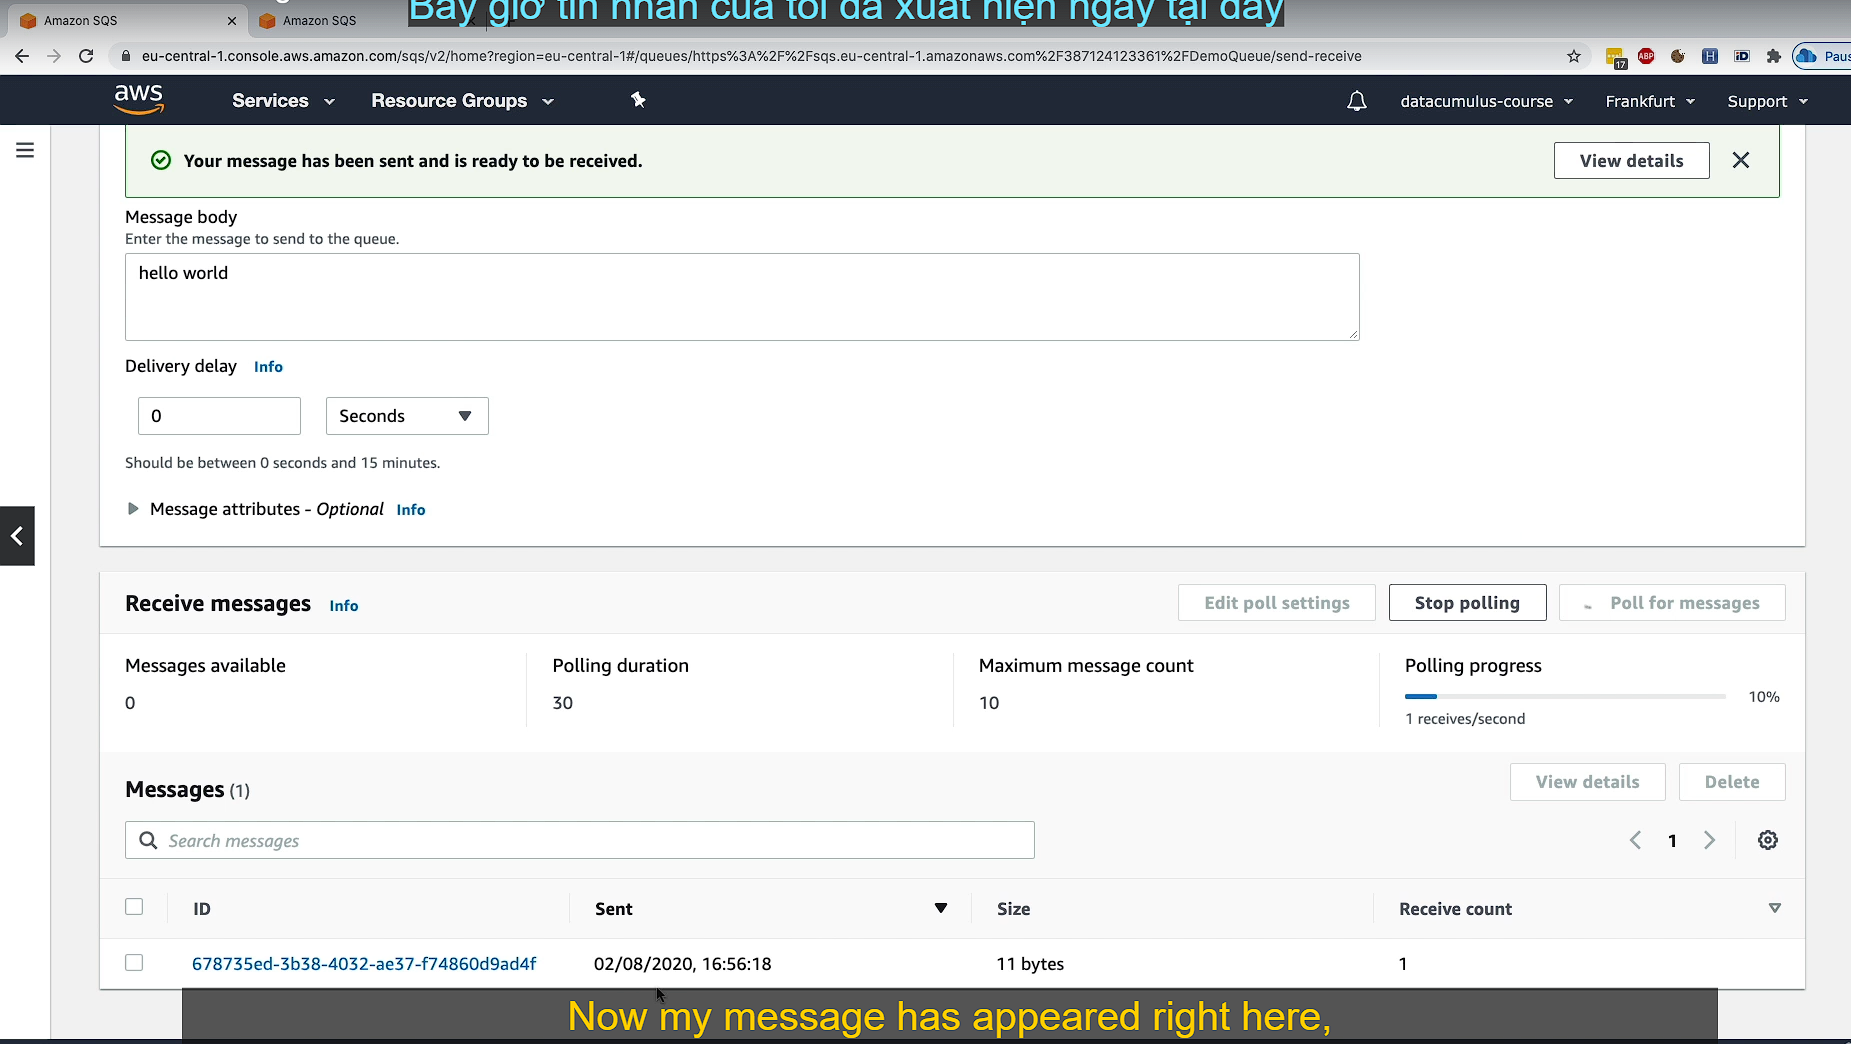 Bây giờ tin nhắn của tôi đã xuất hiện ngay tại đây
Amazon SQS
Amazon SQS
eu-central-1.console.aws.amazon.com/sqs/v2/home?region=eu-central-1#/queues/https%3A%2F%2Fsqs.eu-central-1.amazonaws.com%2F387124123361%2FDemoQueue/send-receive
17
ABP
H
iD
Paus
aws
Services
Resource Groups
datacumulus-course
Frankfurt
Support
Your message has been sent and is ready to be received.
View details
Message body
Enter the message to send to the queue.
hello world
Delivery delay Info
0
Seconds
Should be between 0 seconds and 15 minutes.
Message attributes - Optional Info
Receive messages Info
Edit poll settings
Stop polling
Poll for messages
Messages available
0
Polling duration
30
Maximum message count
10
Polling progress
10%
1 receives/second
Messages (1)
View details
Delete
Search messages
1
ID
Sent
Size
Receive count
678735ed-3b38-4032-ae37-f74860d9ad4f
02/08/2020, 16:56:18
11 bytes
1
Now my message has appeared right here,